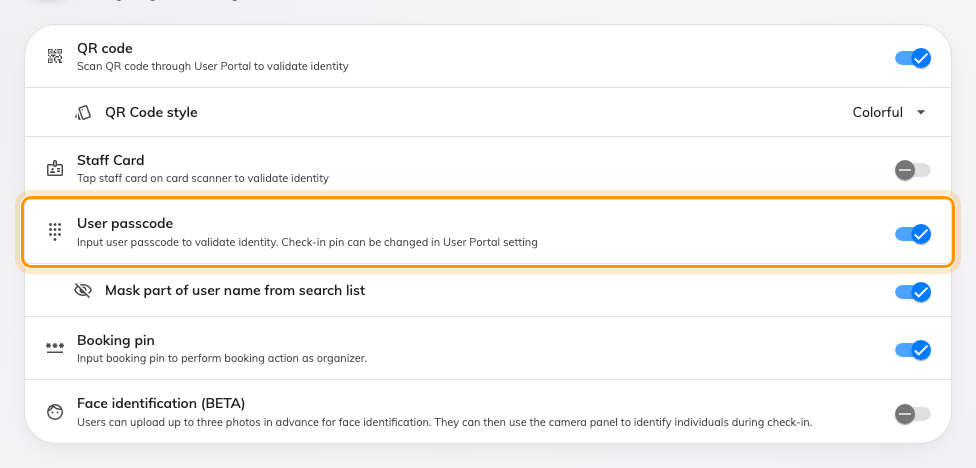 QR code
Scan QR code through User Portal to validate identity
QR Code style
Colorful
Staff Card
Tap staff card on card scanner to validate identity
User passcode
Input user passcode to validate identity. Check-in pin can be changed in User Portal setting
Mask part of user name from search list
Booking pin
Input booking pin to perform booking action as organizer.
Face identification (BETA)
Users can upload up to three photos in advance for face identification. They can then use the camera panel to identify individuals during check-in.